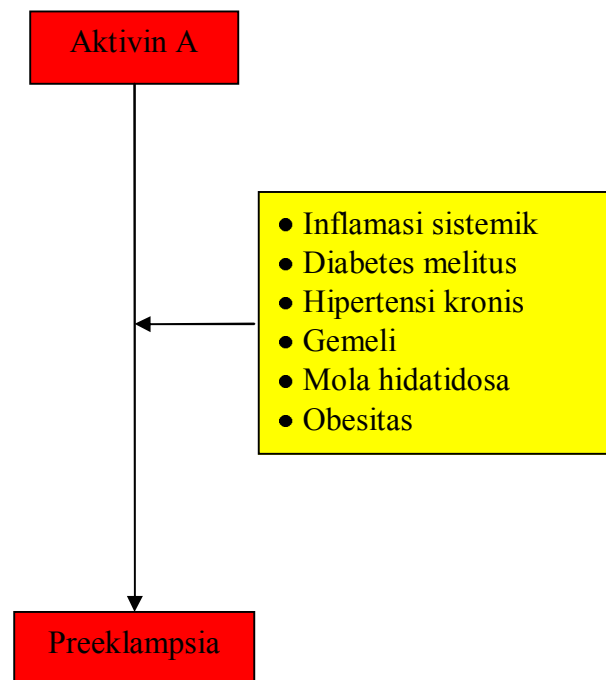 Aktivin A
● Inflamasi sistemik
● Diabetes melitus
● Hipertensi kronis
● Gemeli
● Mola hidatidosa
● Obesitas
Preeklampsia